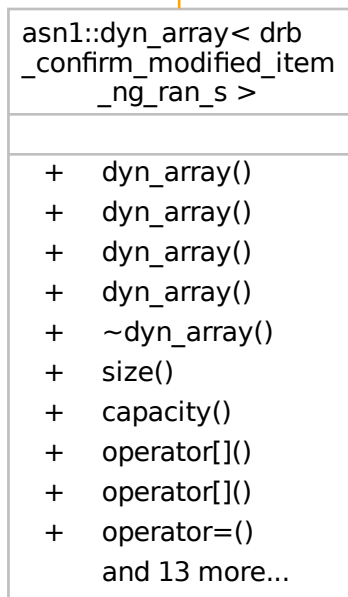 asn1::dyn_array< drb
_confirm_modified_item
_ng_ran_s >
+ dyn_array()
+ dyn_array()
+ dyn_array()
+ dyn_array()
+ ~dyn_array()
+ size()
+ capacity()
+ operator[]()
+ operator[]()
+ operator=()
and 13 more...